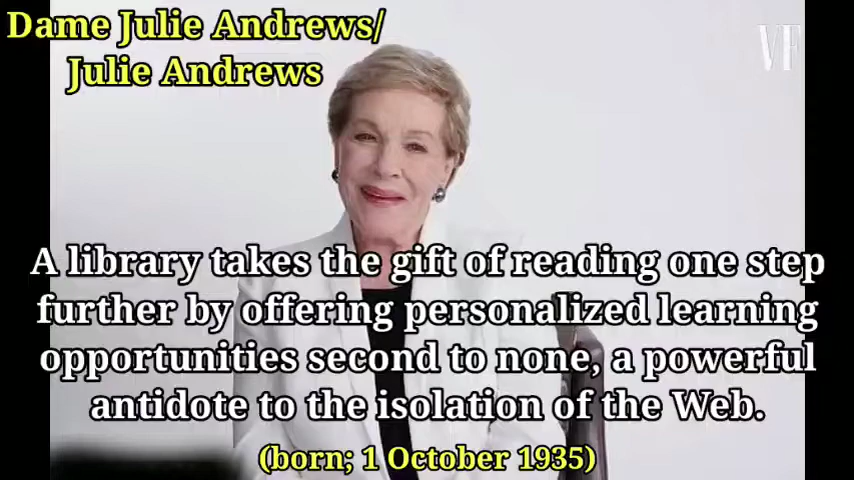 Dame Julie Andrews/
Julie Andrews
VF
A library takes the gift of reading one step
further by offering personalized learning
opportunities second to none, a powerful
antidote to the isolation of the Web.
(born; 1 October 1935)